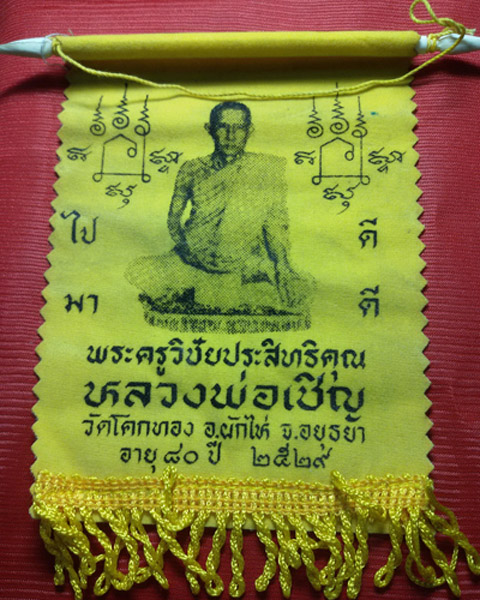 ไป ดี
มา ดี
พระครูวิชัยประสิทธิคุณ
หลวงพ่อเชิญ
วัดโคกทอง อ.ผักไห่ จ.อยุธยา
อายุ ๘๐ ปี ๒๕๒๙